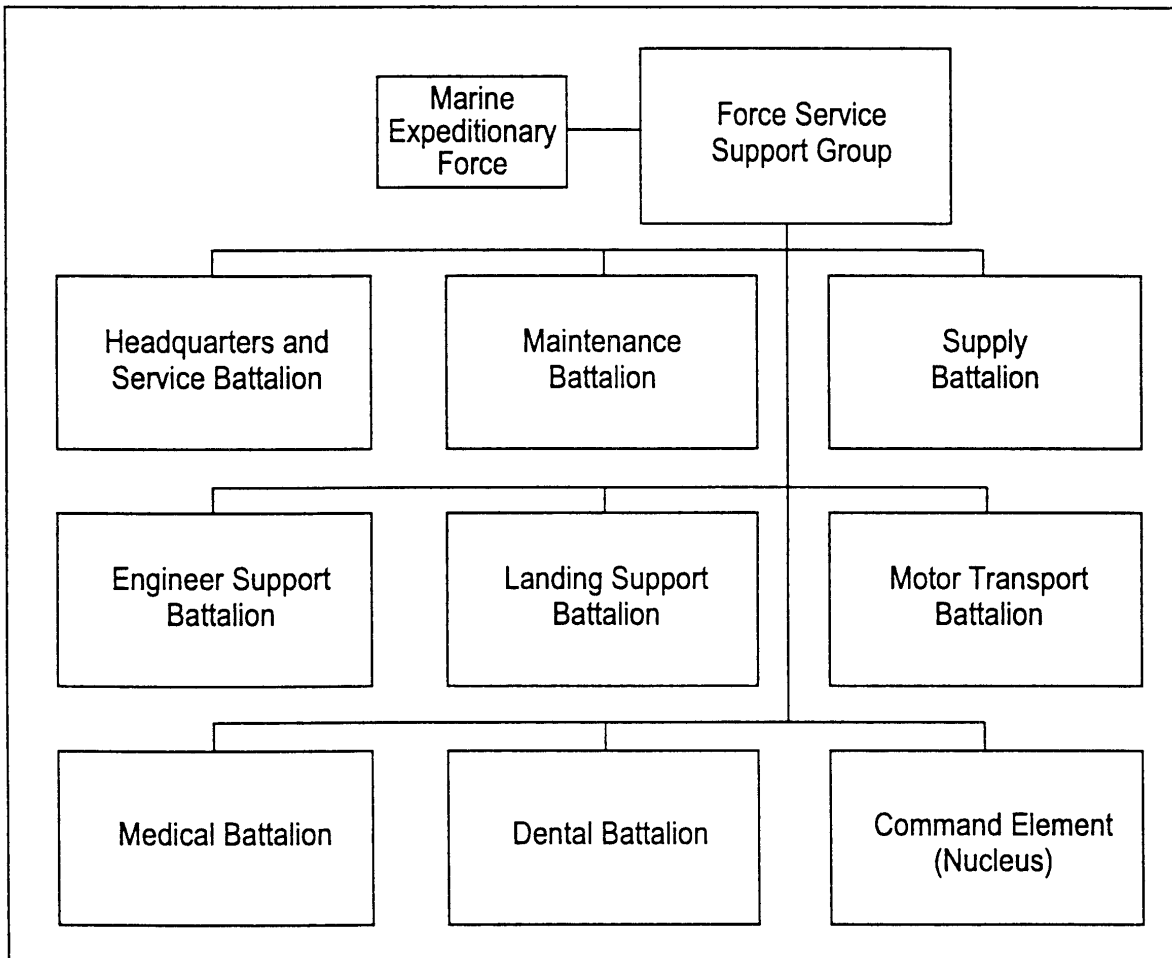 Marine
Expeditionary
Force
Force Service
Support Group
Headquarters and
Service Battalion
Maintenance
Battalion
Supply
Battalion
Engineer Support
Battalion
Landing Support
Battalion
Motor Transport
Battalion
Medical Battalion
Dental Battalion
Command Element
(Nucleus)